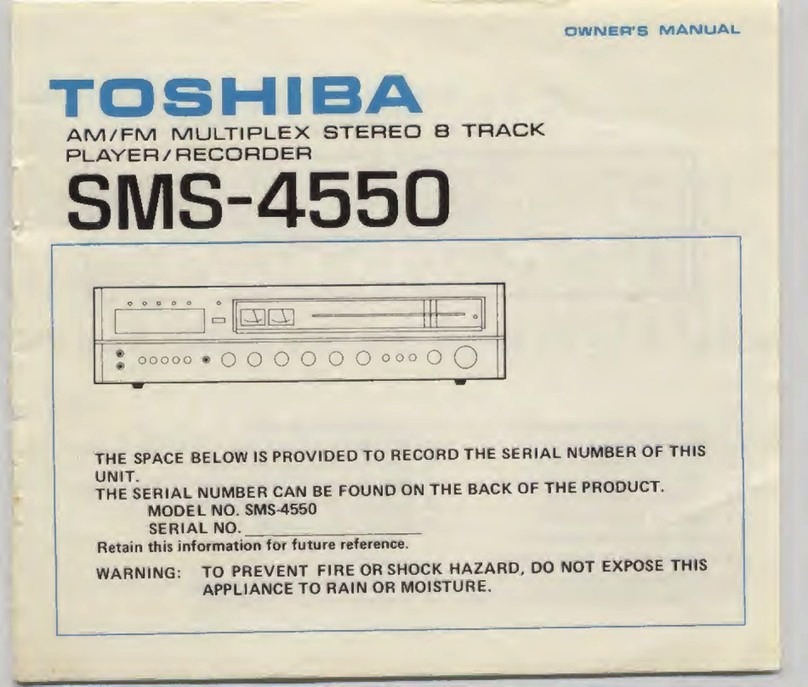 OWNER'S MANUAL
TOSHIBA
AM/FM MULTIPLEX STEREO 8 TRACK
PLAYER/RECORDER
SMS-4550
THE SPACE BELOW IS PROVIDED TO RECORD THE SERIAL NUMBER OF THIS
UNIT.
THE SERIAL NUMBER CAN BE FOUND ON THE BACK OF THE PRODUCT.
MODEL NO. SMS-4550
SERIAL NO.
Retain this information for future reference.
WARNING: TO PREVENT FIRE OR SHOCK HAZARD, DO NOT EXPOSE THIS
APPLIANCE TO RAIN OR MOISTURE.